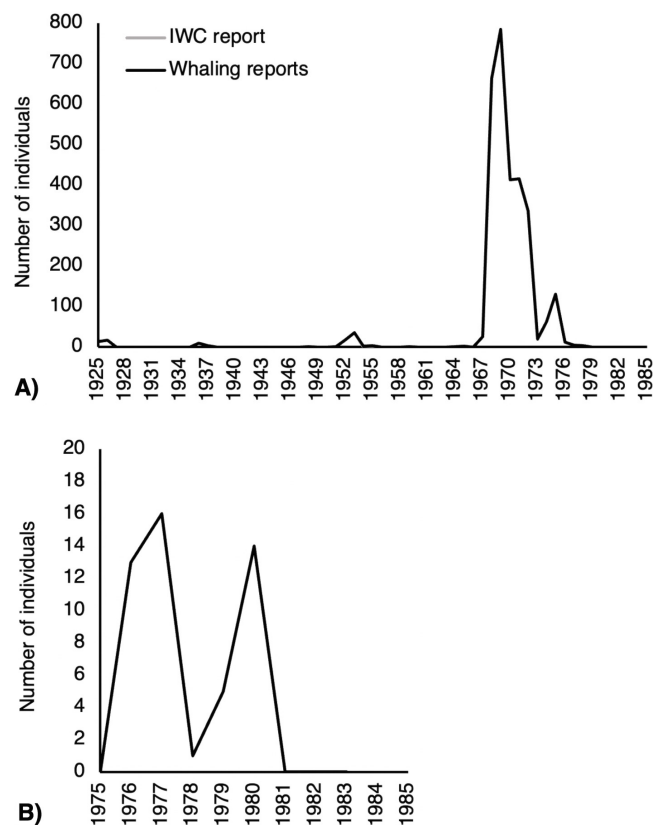 800
IWC report
700
Whaling reports
600
500
400
300
200
100
0
Number of individuals
1925 1928 1931 1934 1937 1940 1943 1946 1949 1952 1955 1958 1961 1964 1967 1970 1973 1976 1979 1982 1985
A)
20
18
16
14
12
10
8
6
4
2
0
Number of individuals
1975 1976 1977 1978 1979 1980 1981 1982 1983 1984 1985
B)